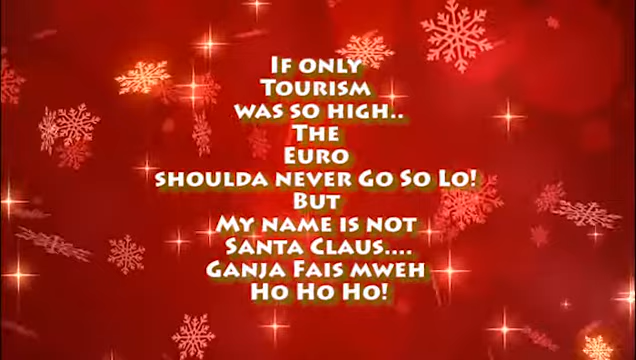 If only
Tourism
was so high..
The
Euro
shoulda never Go So Lo!
But
My name is not
Santa Claus....
Ganja Fais mweh
Ho Ho Ho!